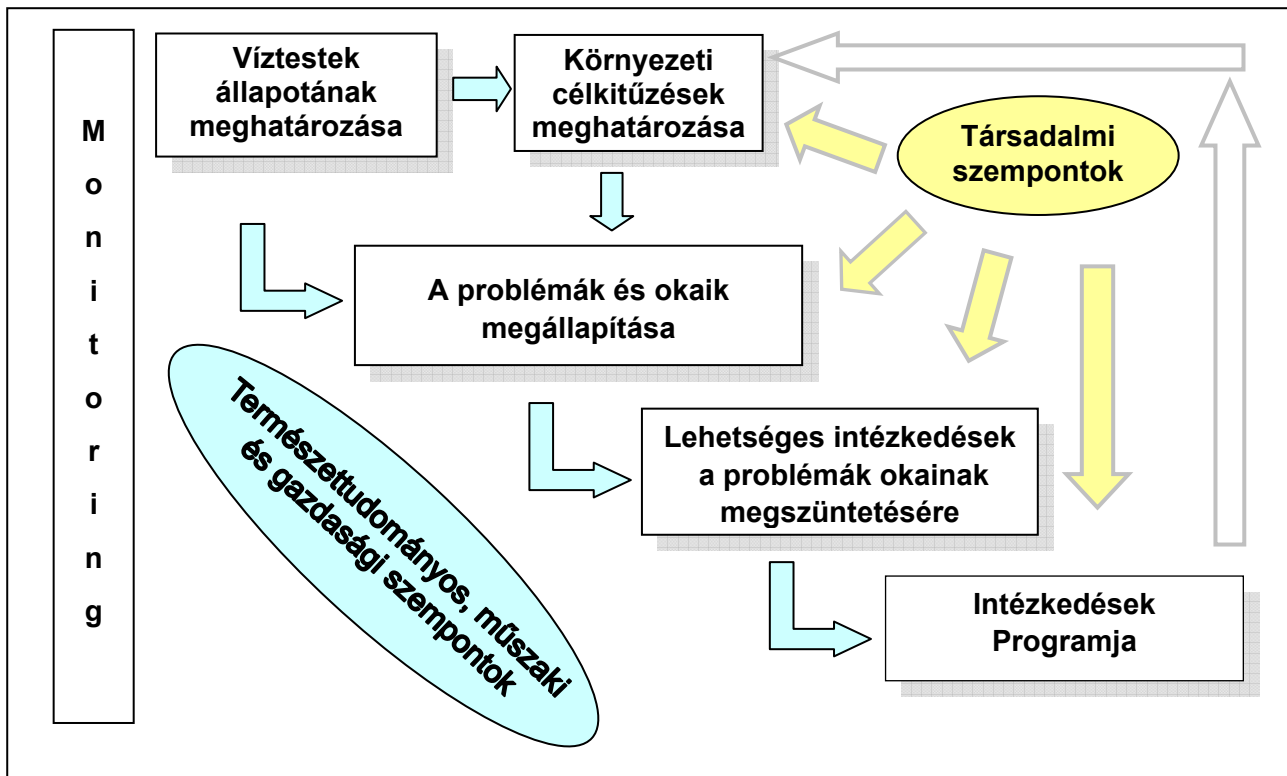 M
o
n
i
t
o
r
i
n
g
Víztestek
állapotának
meghatározása
Környezeti
célkitűzések
meghatározása
Társadalmi
szempontok
A problémák és okaik
megállapítása
Természettudományos, műszaki
és gazdasági szempontok
Lehetséges intézkedések
a problémák okainak
megszüntetésére
Intézkedések
Programja